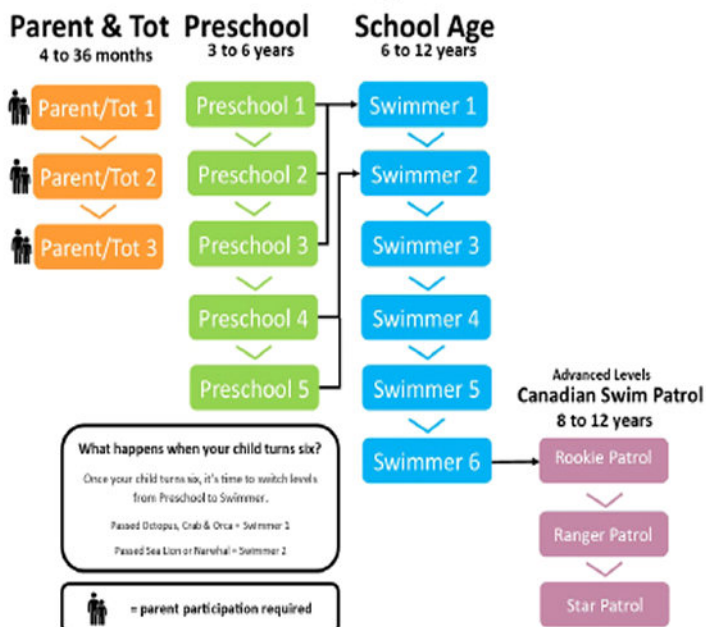 Parent & Tot
4 to 36 months
Parent/Tot 1
Parent/Tot 2
Parent/Tot 3
Preschool
3 to 6 years
Preschool 1
Preschool 2
Preschool 3
Preschool 4
Preschool 5
School Age
6 to 12 years
Swimmer 1
Swimmer 2
Swimmer 3
Swimmer 4
Swimmer 5
Swimmer 6
Advanced Levels
Canadian Swim Patrol
8 to 12 years
Rookie Patrol
Ranger Patrol
Star Patrol
What happens when your child turns six?
Once your child turns six, it's time to switch levels
from Preschool to Swimmer.
Passed Octopus, Crab & Orca = Swimmer 1
Passed Sea Lion or Narwhal = Swimmer 2
= parent participation required